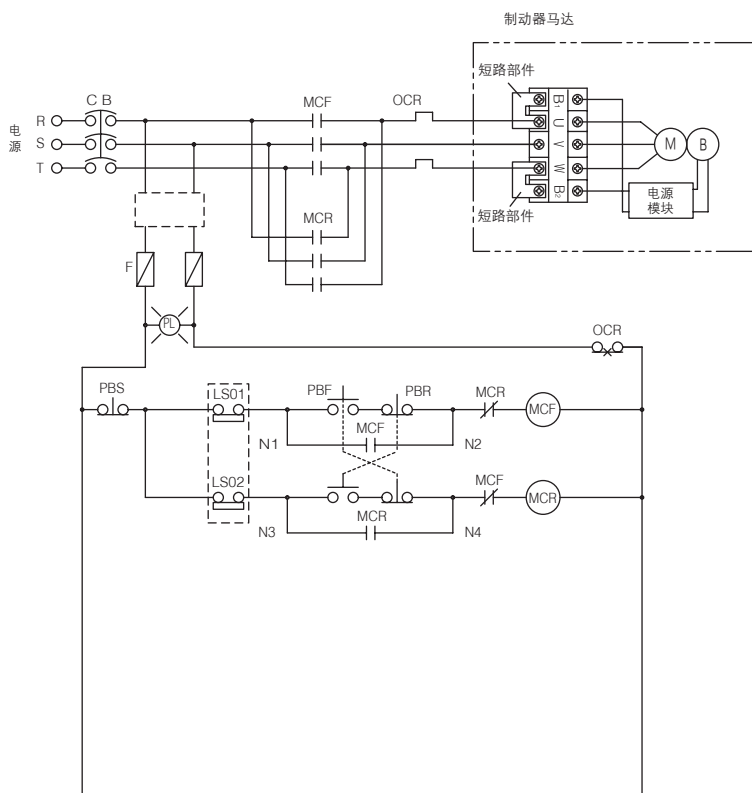 制动器马达
短路部件
C B
MCF
OCR
B₁
R
U
电源
S
V
M
B
T
W
B₂
电源
模块
短路部件
MCR
F
PL
OCR
PBS
LS01
PBF
PBR
MCR
MCF
MCF
N1
N2
LS02
MCF
MCR
MCR
N3
N4